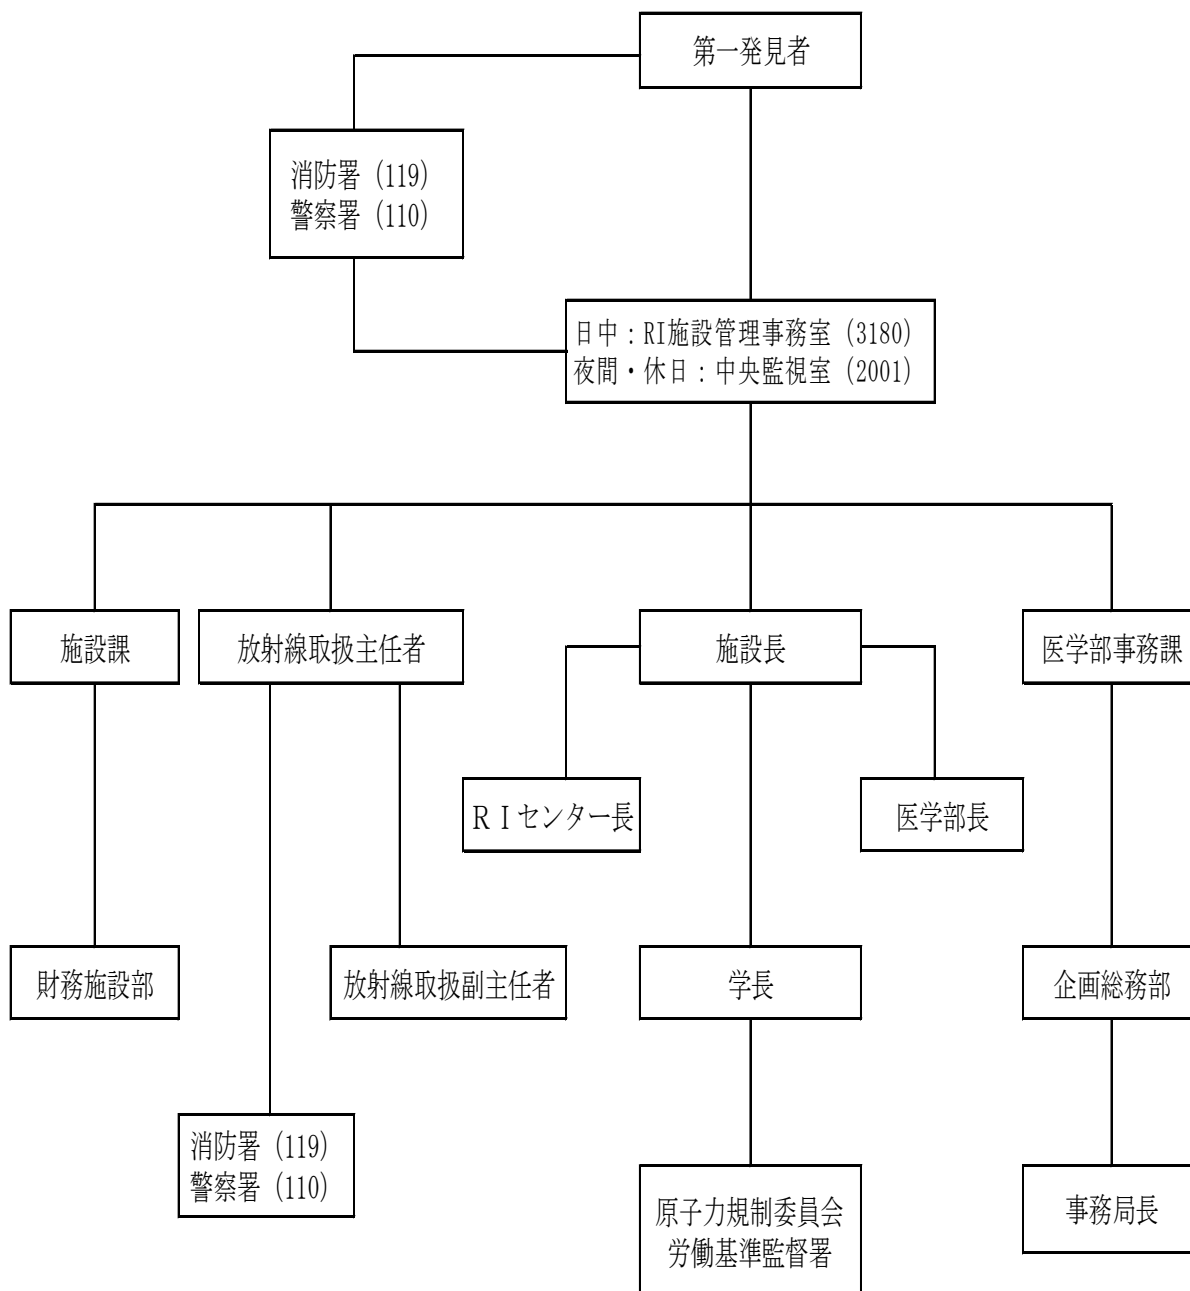 第一発見者
消防署 (119)
警察署 (110)
日中：RI施設管理事務室 (3180)
夜間・休日：中央監視室 (2001)
施設課
放射線取扱主任者
施設長
医学部事務課
ＲＩセンター長
医学部長
財務施設部
放射線取扱副主任者
学長
企画総務部
消防署 (119)
警察署 (110)
原子力規制委員会
労働基準監督署
事務局長